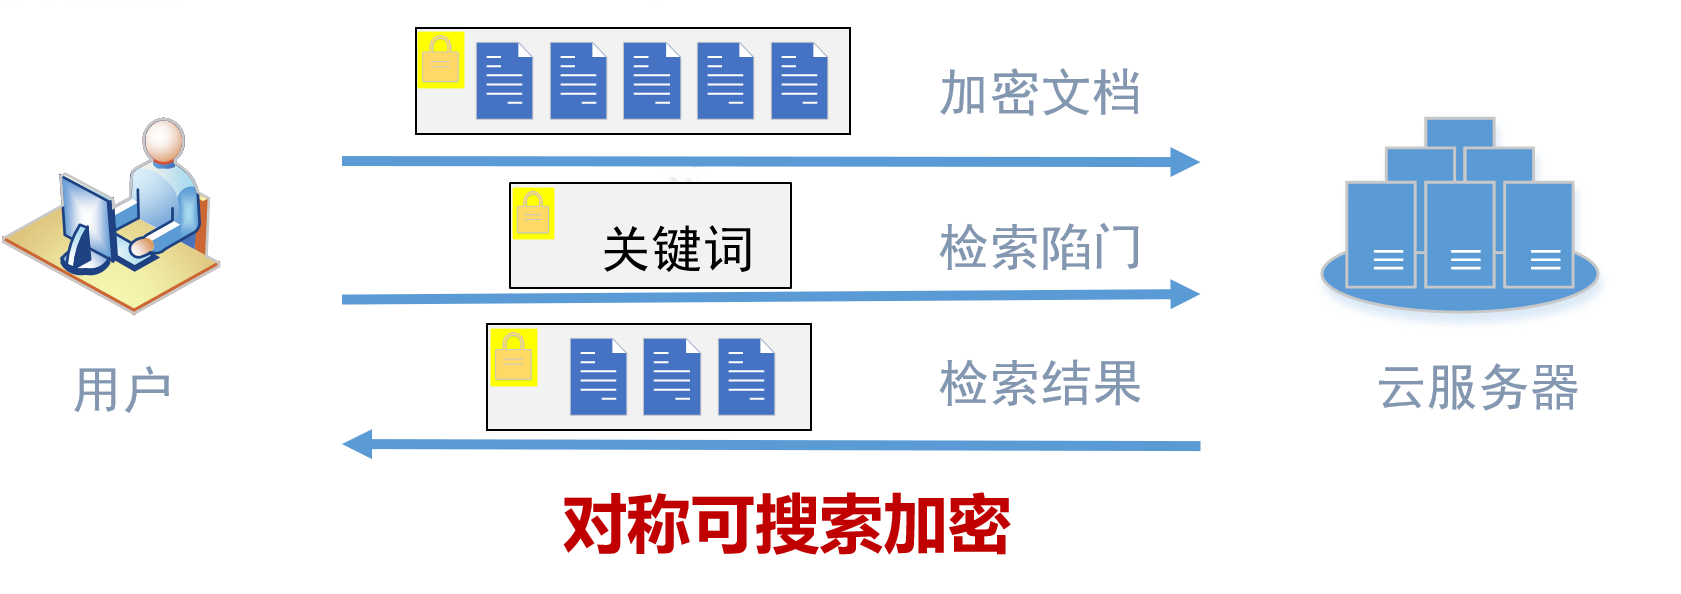 加密文档
关键词
检索陷门
检索结果
用户
云服务器
对称可搜索加密